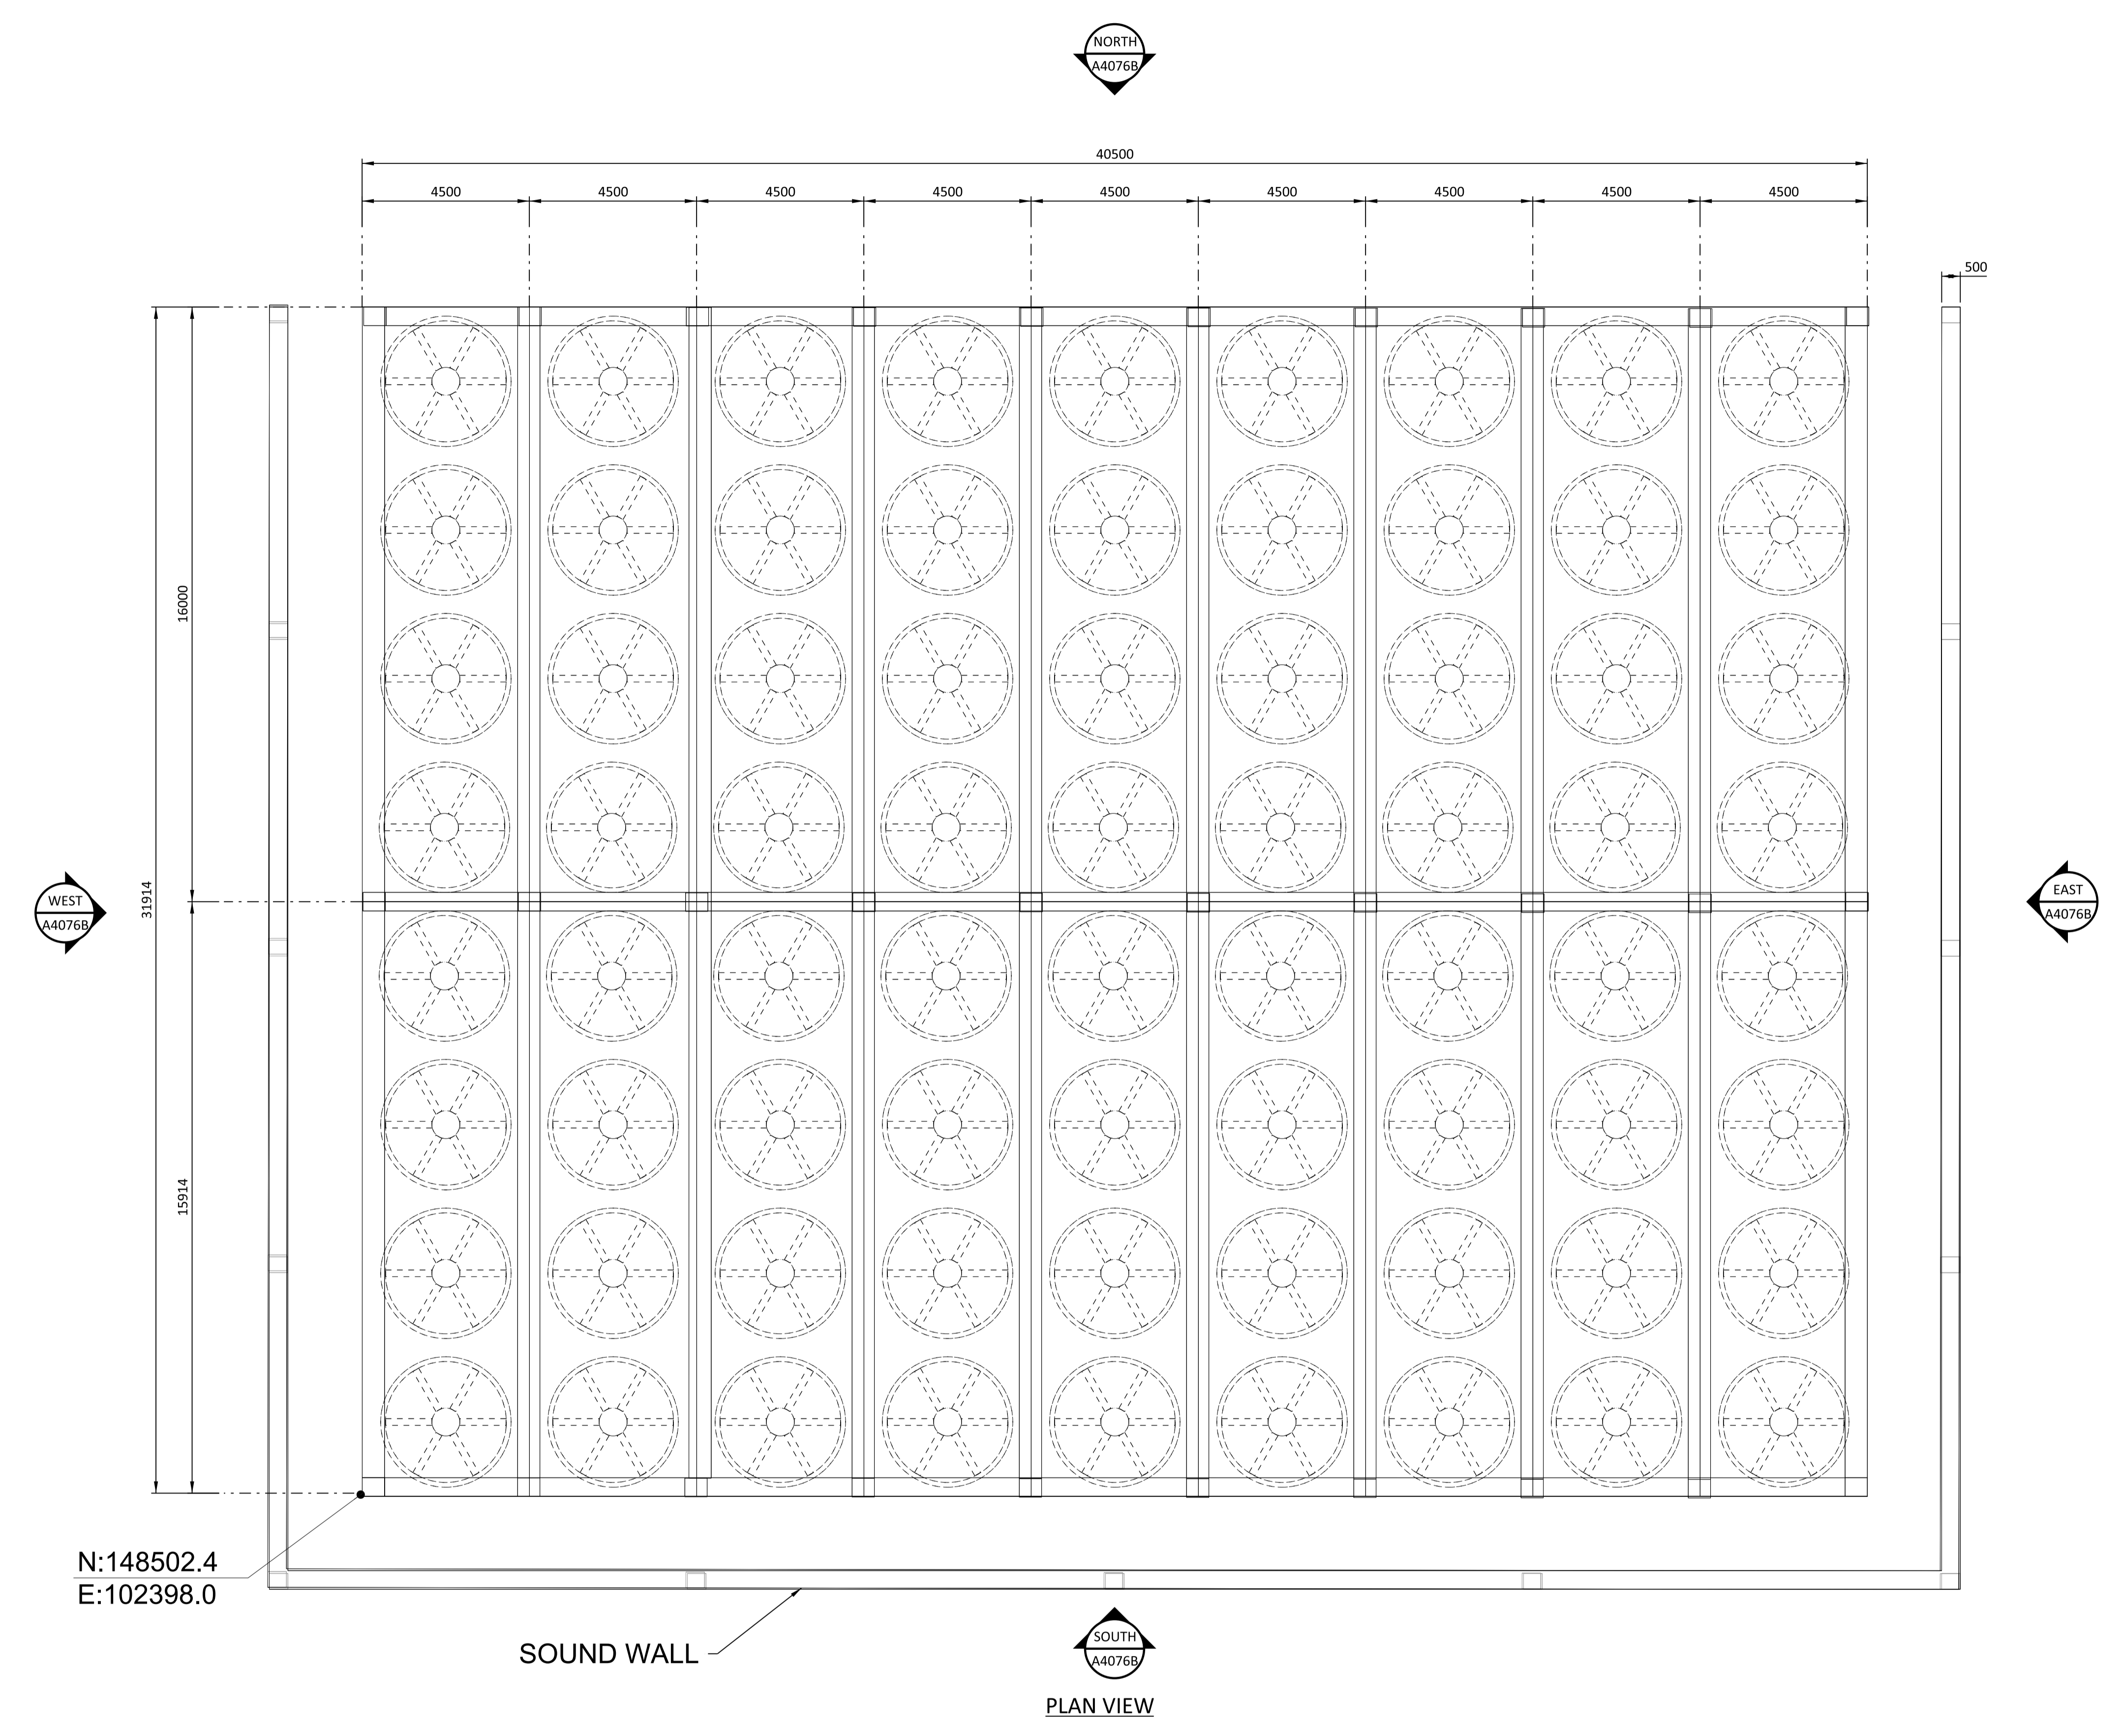 NORTH
A4076B
40500
4500 4500 4500 4500 4500 4500 4500 4500 4500
500
16000
31914
WEST
A4076B
EAST
A4076B
15914
N:148502.4
E:102398.0
SOUND WALL
SOUTH
A4076B
PLAN VIEW